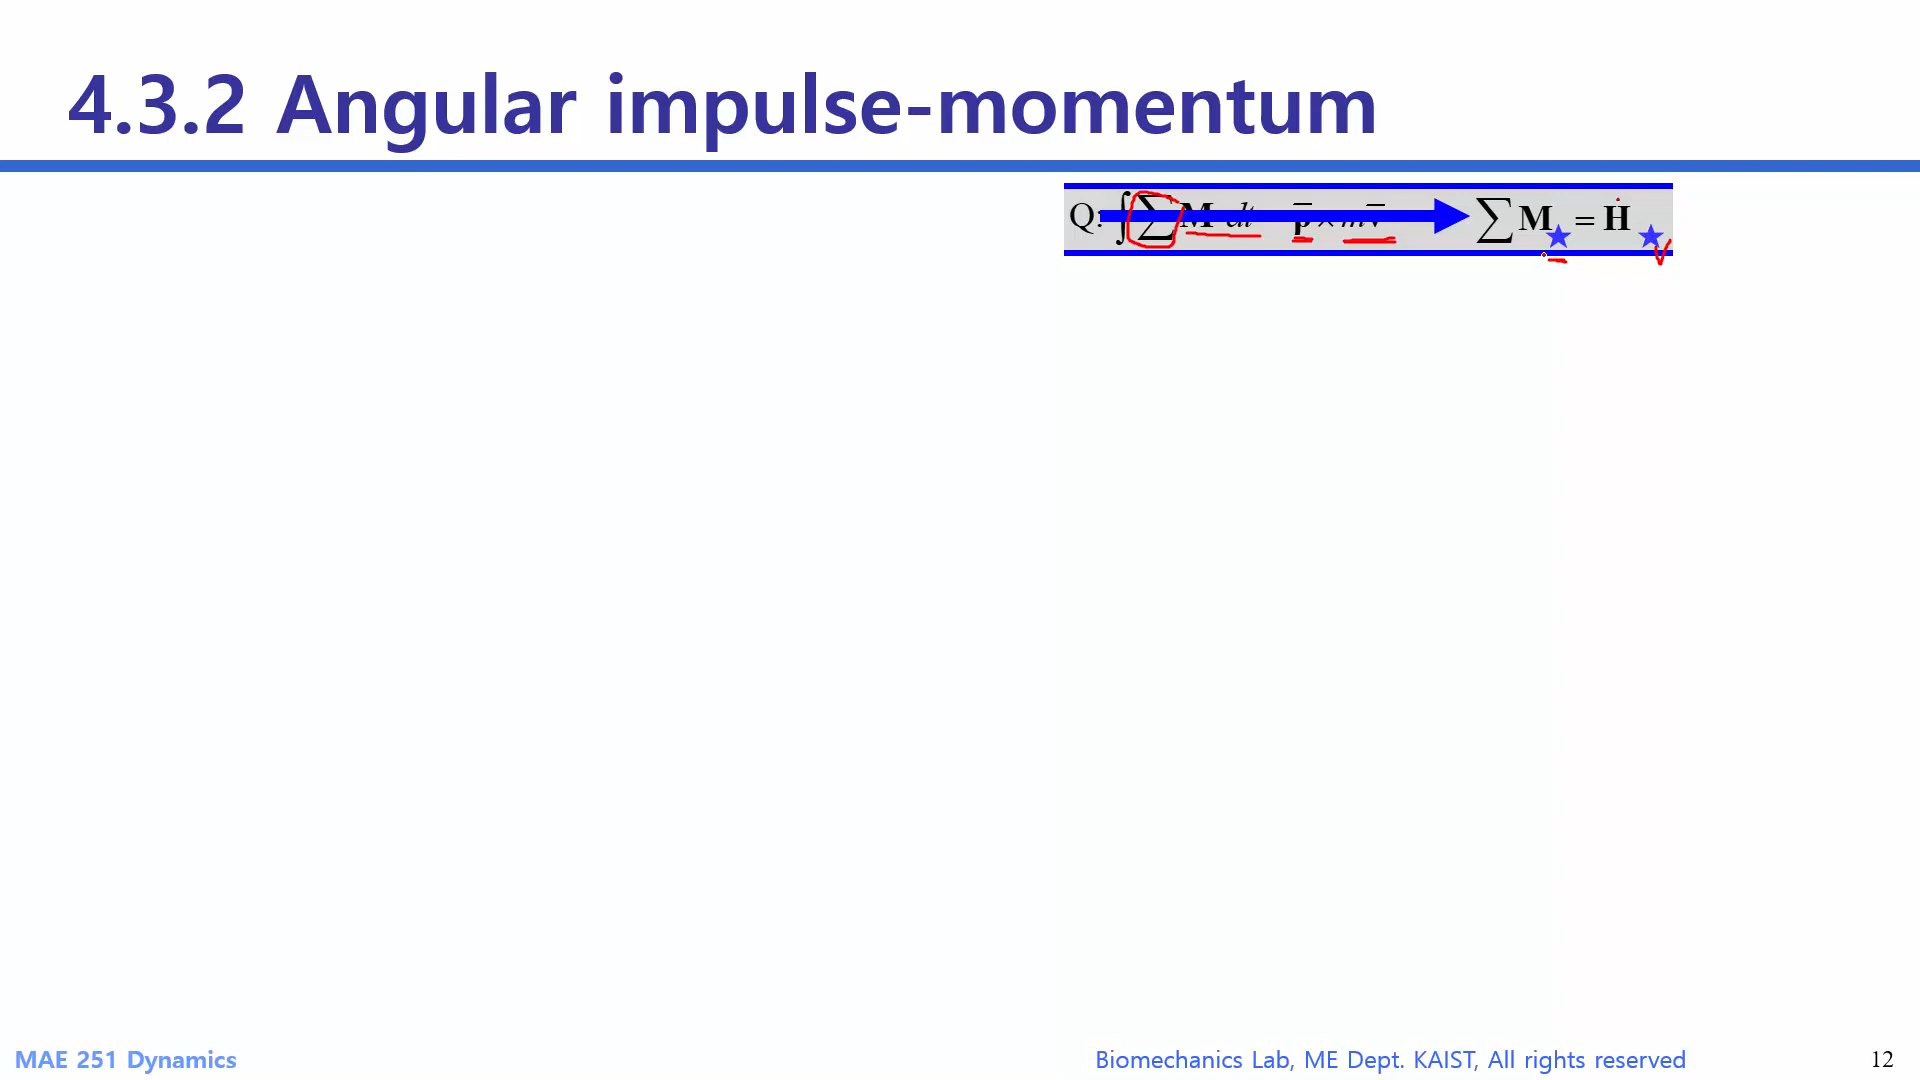 4.3.2 Angular impulse-momentum
Q: ∫∑M dt ρ̄ × mv̄ ∑M★ = Ḣ★
MAE 251 Dynamics
Biomechanics Lab, ME Dept. KAIST, All rights reserved
12